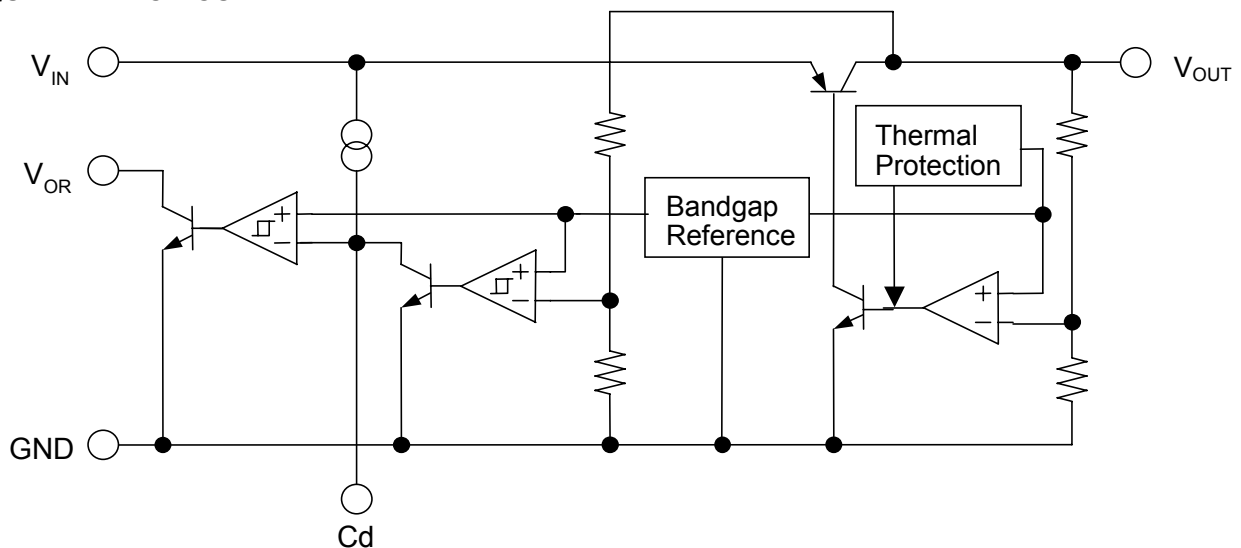 V_IN
V_OUT
Thermal
Protection
V_OR
Bandgap
Reference
+
−
+
−
+
−
GND
Cd